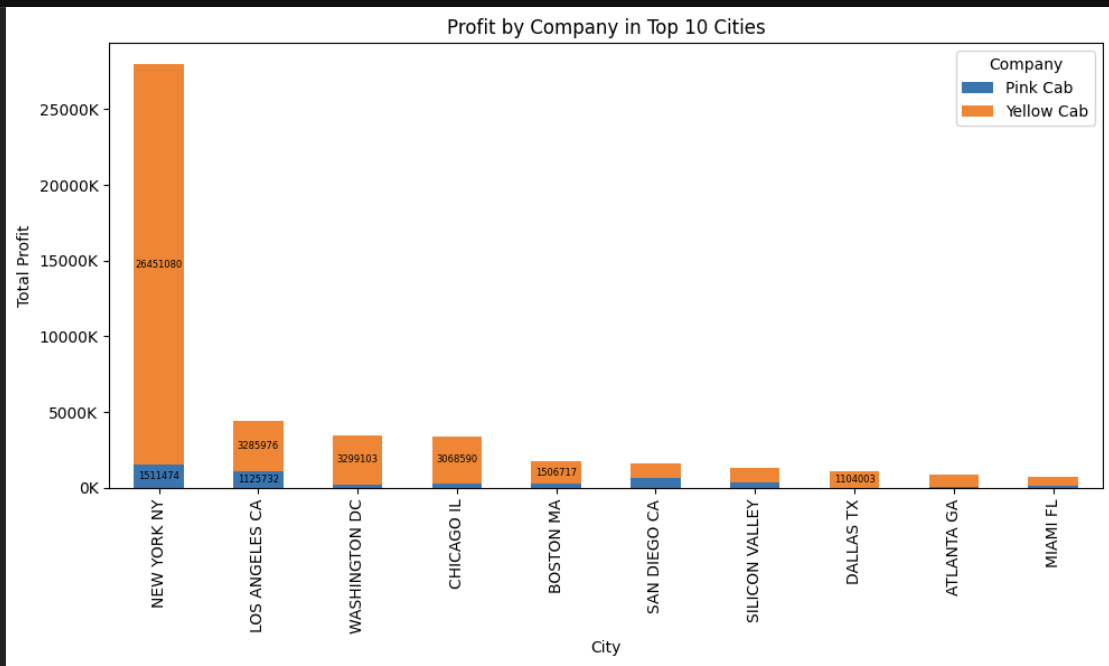 Profit by Company in Top 10 Cities
Company
Pink Cab
Yellow Cab
Total Profit
25000K
20000K
15000K
10000K
5000K
0K
26451080
1511474
3285976
1125732
3299103
3068590
1506717
1104003
NEW YORK NY
LOS ANGELES CA
WASHINGTON DC
CHICAGO IL
BOSTON MA
SAN DIEGO CA
SILICON VALLEY
DALLAS TX
ATLANTA GA
MIAMI FL
City